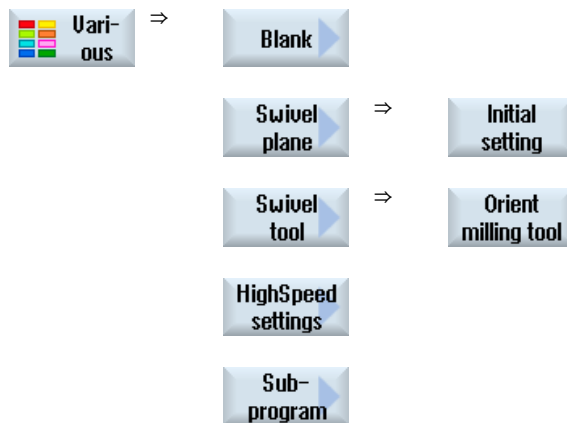 Vari-
ous
⇒
Blank
Swivel
plane
⇒
Initial
setting
Swivel
tool
⇒
Orient
milling tool
HighSpeed
settings
Sub-
program